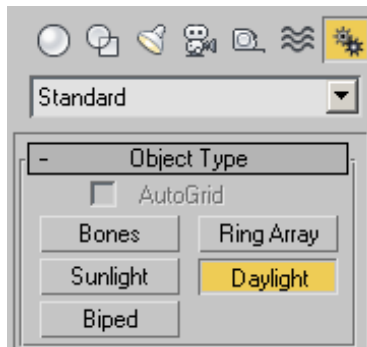 Standard
- Object Type
AutoGrid
Bones Ring Array
Sunlight Daylight
Biped